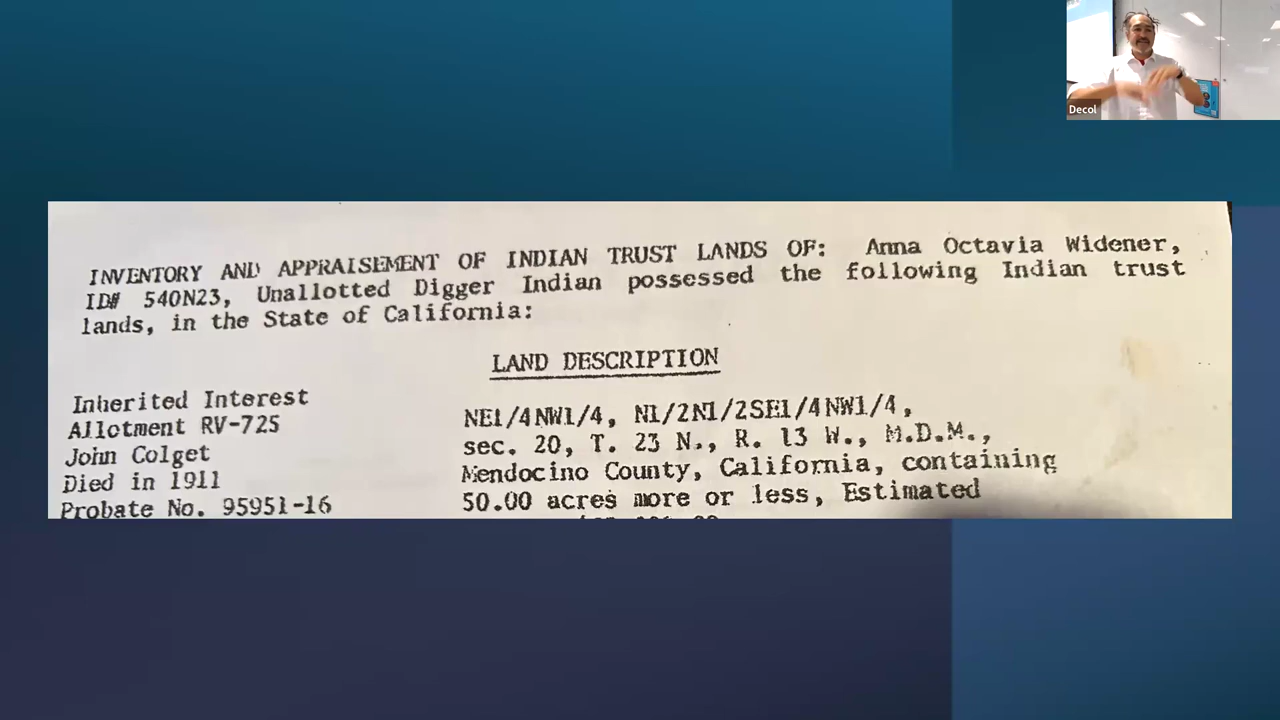 Decol
INVENTORY AND APPRAISEMENT OF INDIAN TRUST LANDS OF: Anna Octavia Widener,
ID# 540N23, Unallotted Digger Indian possessed the following Indian trust
lands, in the State of California:
LAND DESCRIPTION
Inherited Interest
Allotment RV-725
John Colget
Died in 1911
Probate No. 95951-16
NE1/4NW1/4, N1/2N1/2SE1/4NW1/4,
sec. 20, T. 23 N., R. 13 W., M.D.M.,
Mendocino County, California, containing
50.00 acres more or less, Estimated